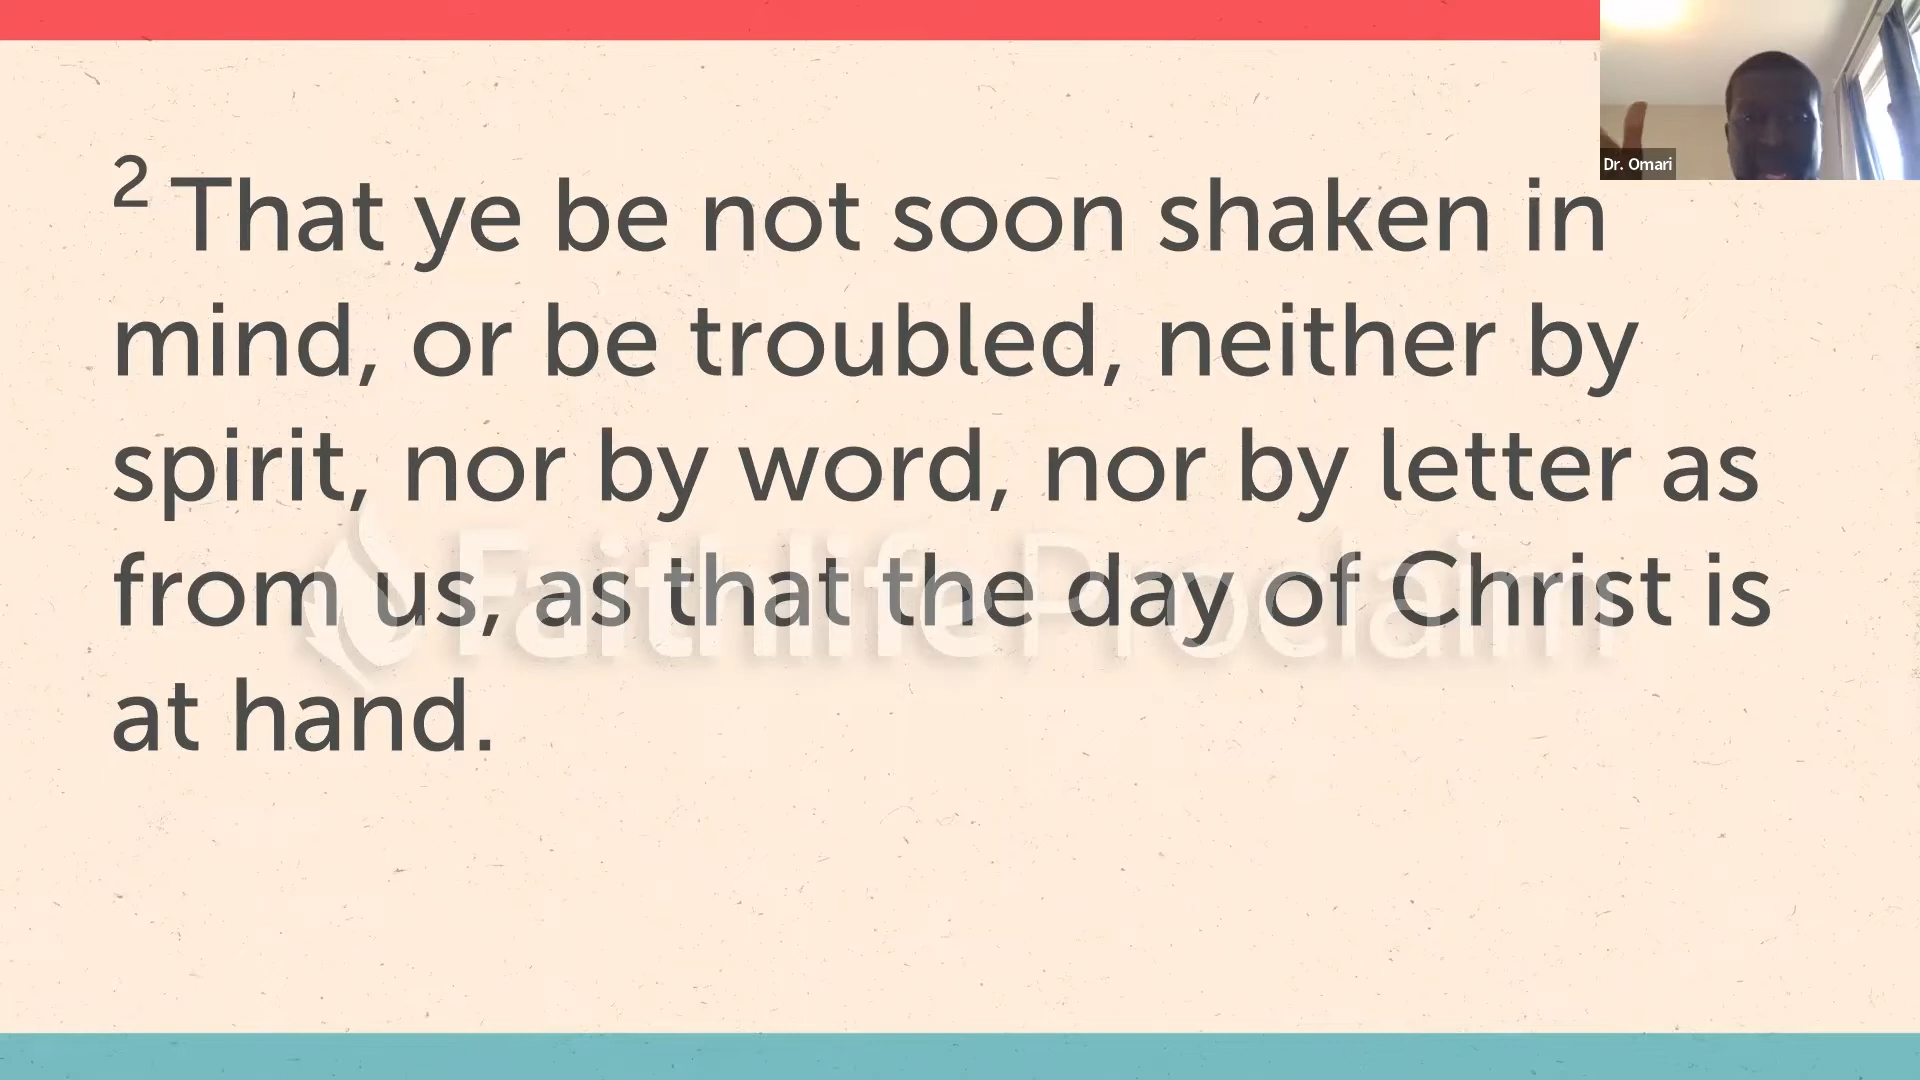 Dr. Omari
2 That ye be not soon shaken in
mind, or be troubled, neither by
spirit, nor by word, nor by letter as
from us, as that the day of Christ is
at hand.
FaithlifeProclaim